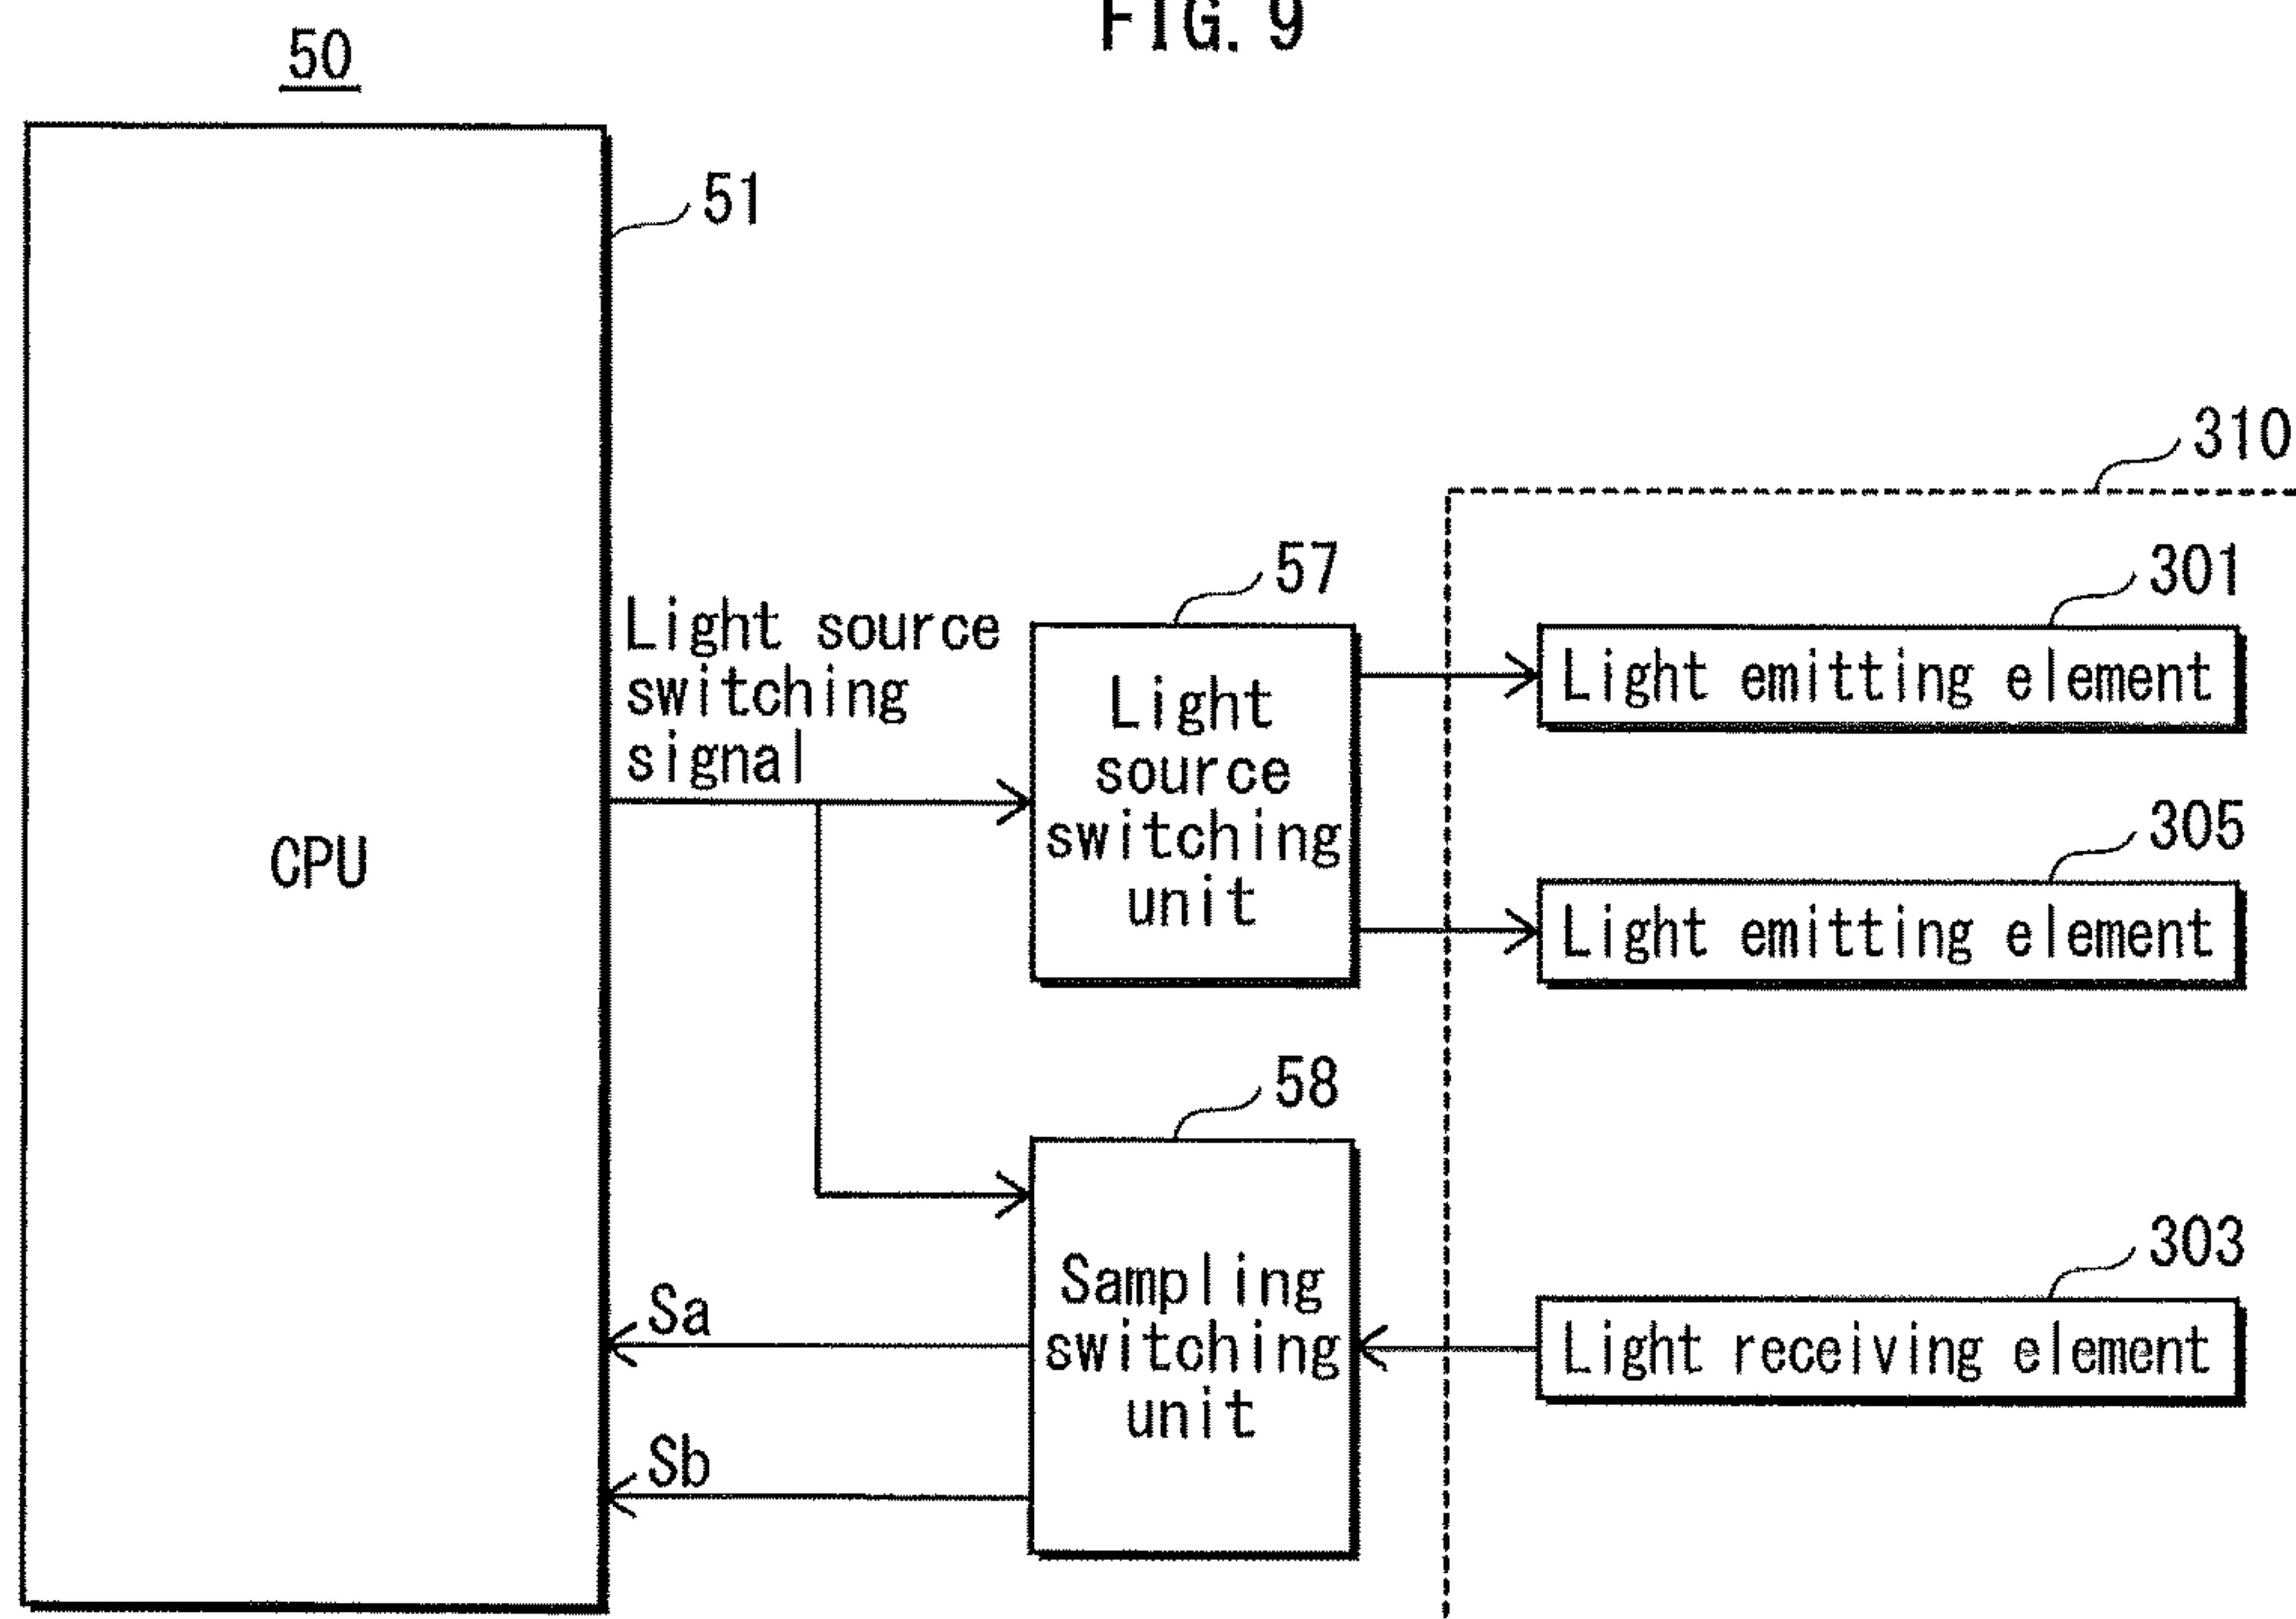 FIG. 9
50
51
310
57
301
Light source
switching
signal
Light
source
switching
unit
Light emitting element
305
CPU
Light emitting element
58
303
Sampling
switching
unit
Sa
Light receiving element
Sb